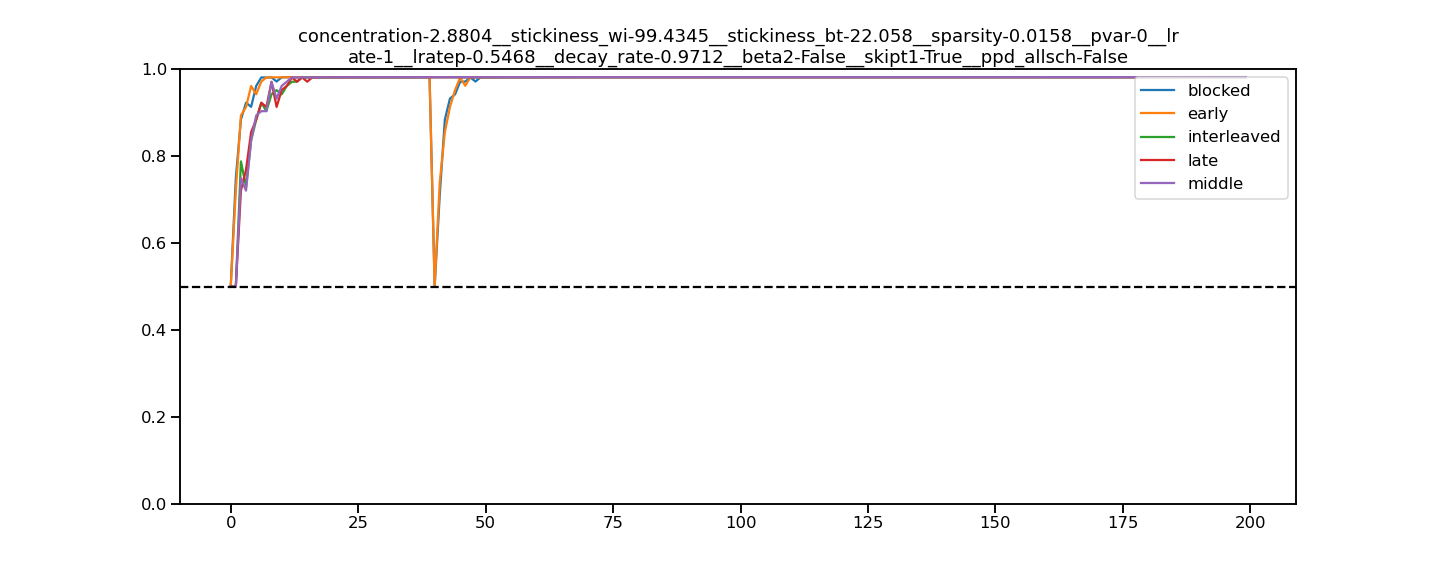 concentration-2.8804__stickiness_wi-99.4345__stickiness_bt-22.058__sparsity-0.0158__pvar-0__lr
ate-1__lratep-0.5468__decay_rate-0.9712__beta2-False__skipt1-True__ppd_allsch-False
1.0
0.8
0.6
0.4
0.2
0.0
blocked
early
interleaved
late
middle
0 25 50 75 100 125 150 175 200